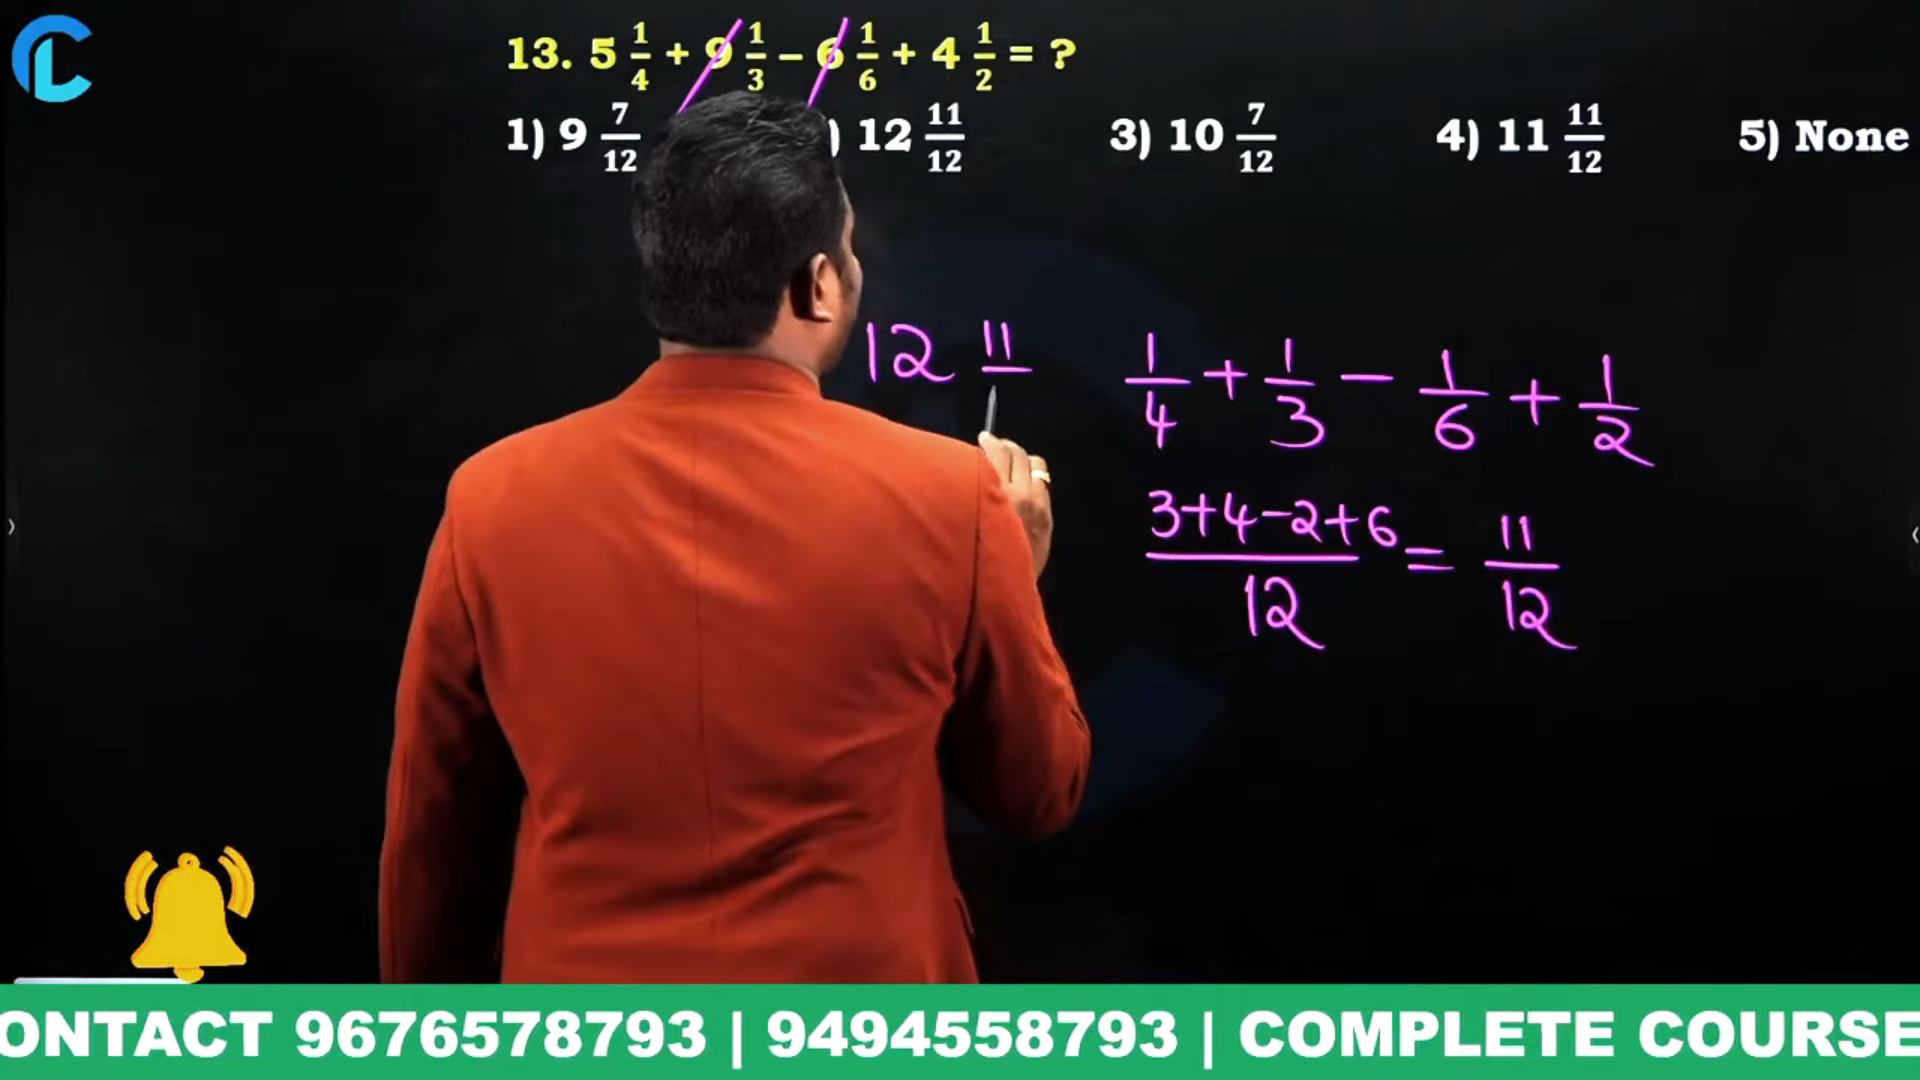 13. 5 1/4 + 9 1/3 – 6 1/6 + 4 1/2 = ?
1) 9 7/12 ) 12 11/12 3) 10 7/12 4) 11 11/12 5) None
12 11/ 1/4 + 1/3 − 1/6 + 1/2
3+4−2+6/12 = 11/12
ONTACT 9676578793 | 9494558793 | COMPLETE COURSE